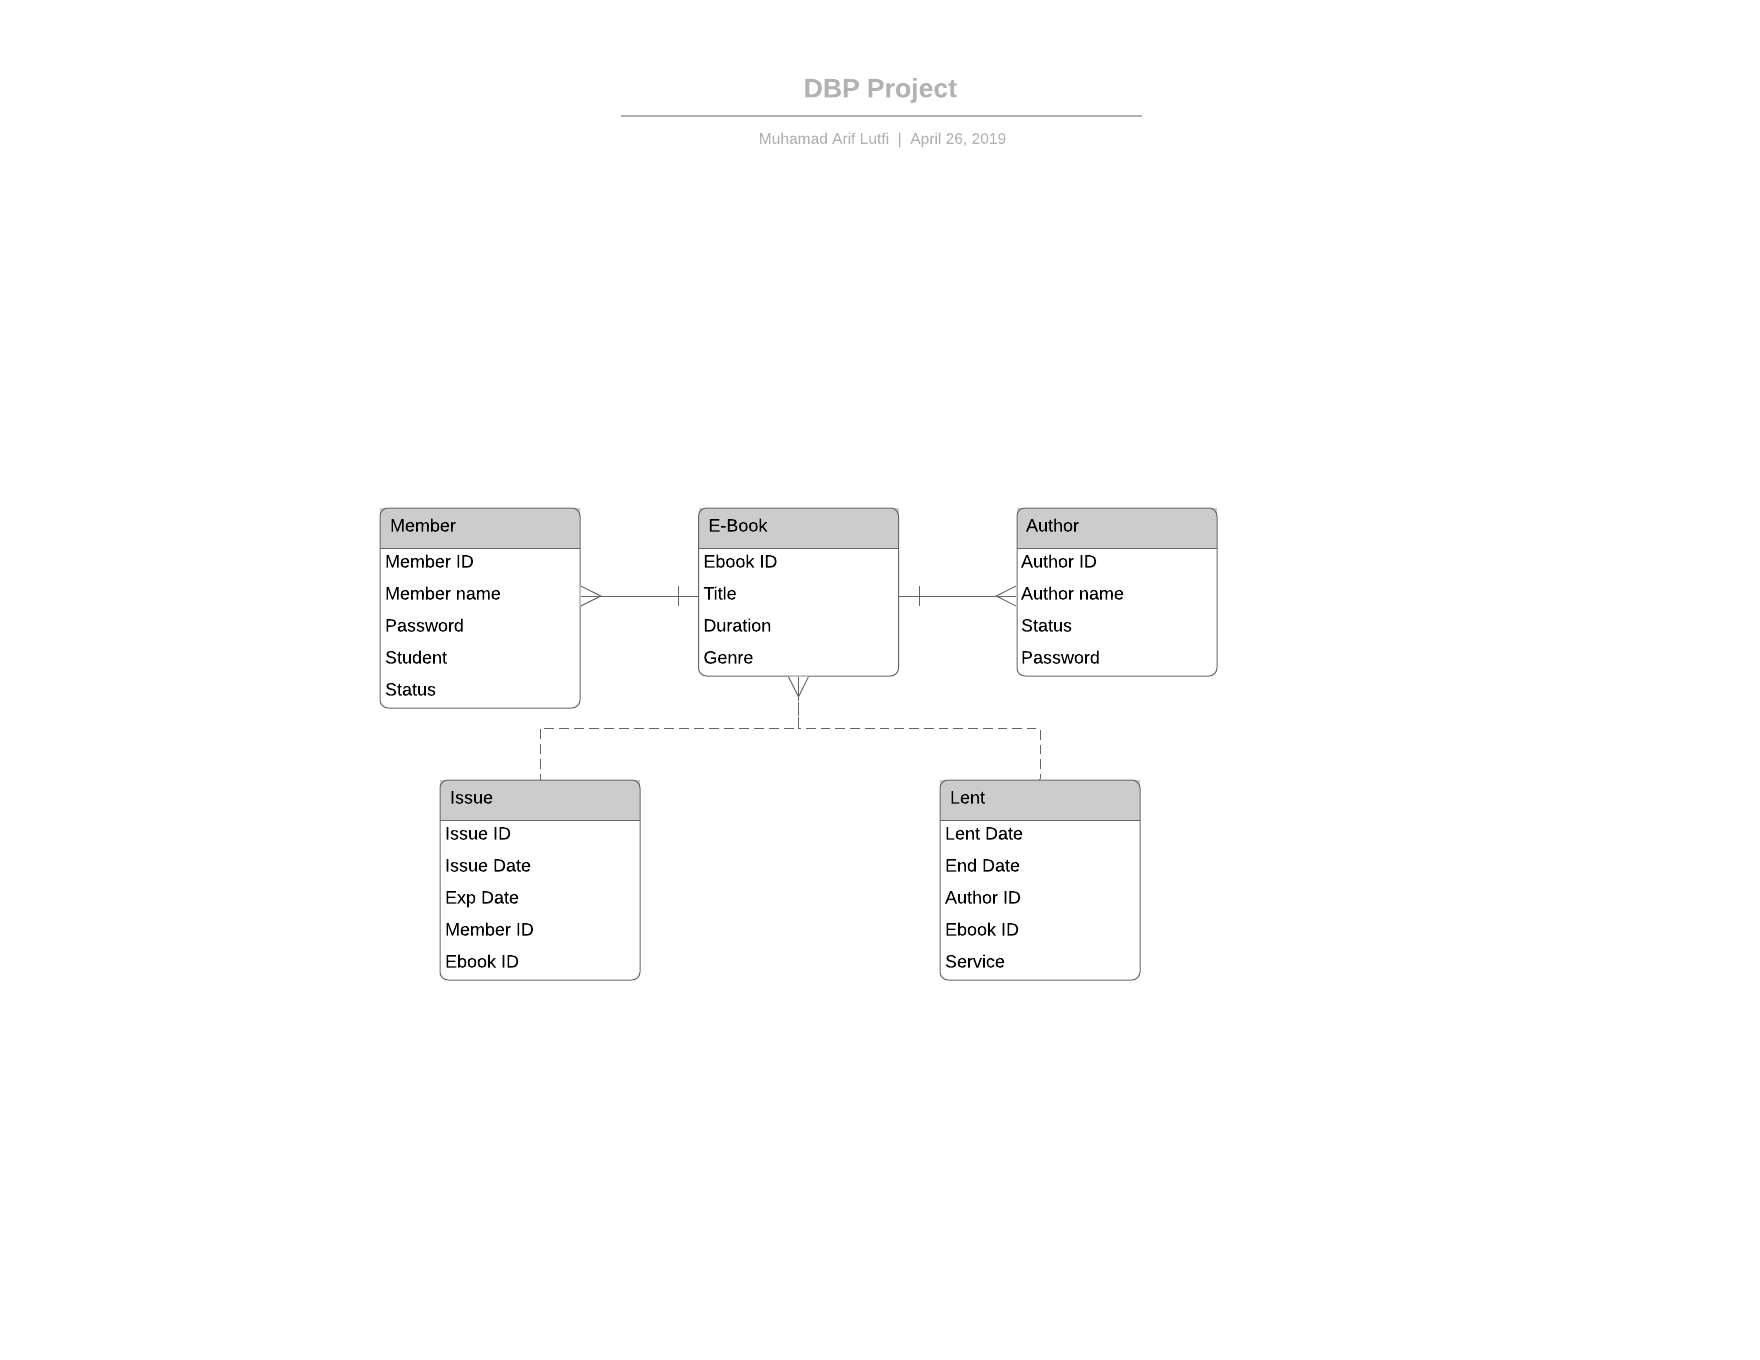 DBP Project
Muhamad Arif Lutfi | April 26, 2019
Member
Member ID
Member name
Password
Student
Status
E-Book
Ebook ID
Title
Duration
Genre
Author
Author ID
Author name
Status
Password
Issue
Issue ID
Issue Date
Exp Date
Member ID
Ebook ID
Lent
Lent Date
End Date
Author ID
Ebook ID
Service